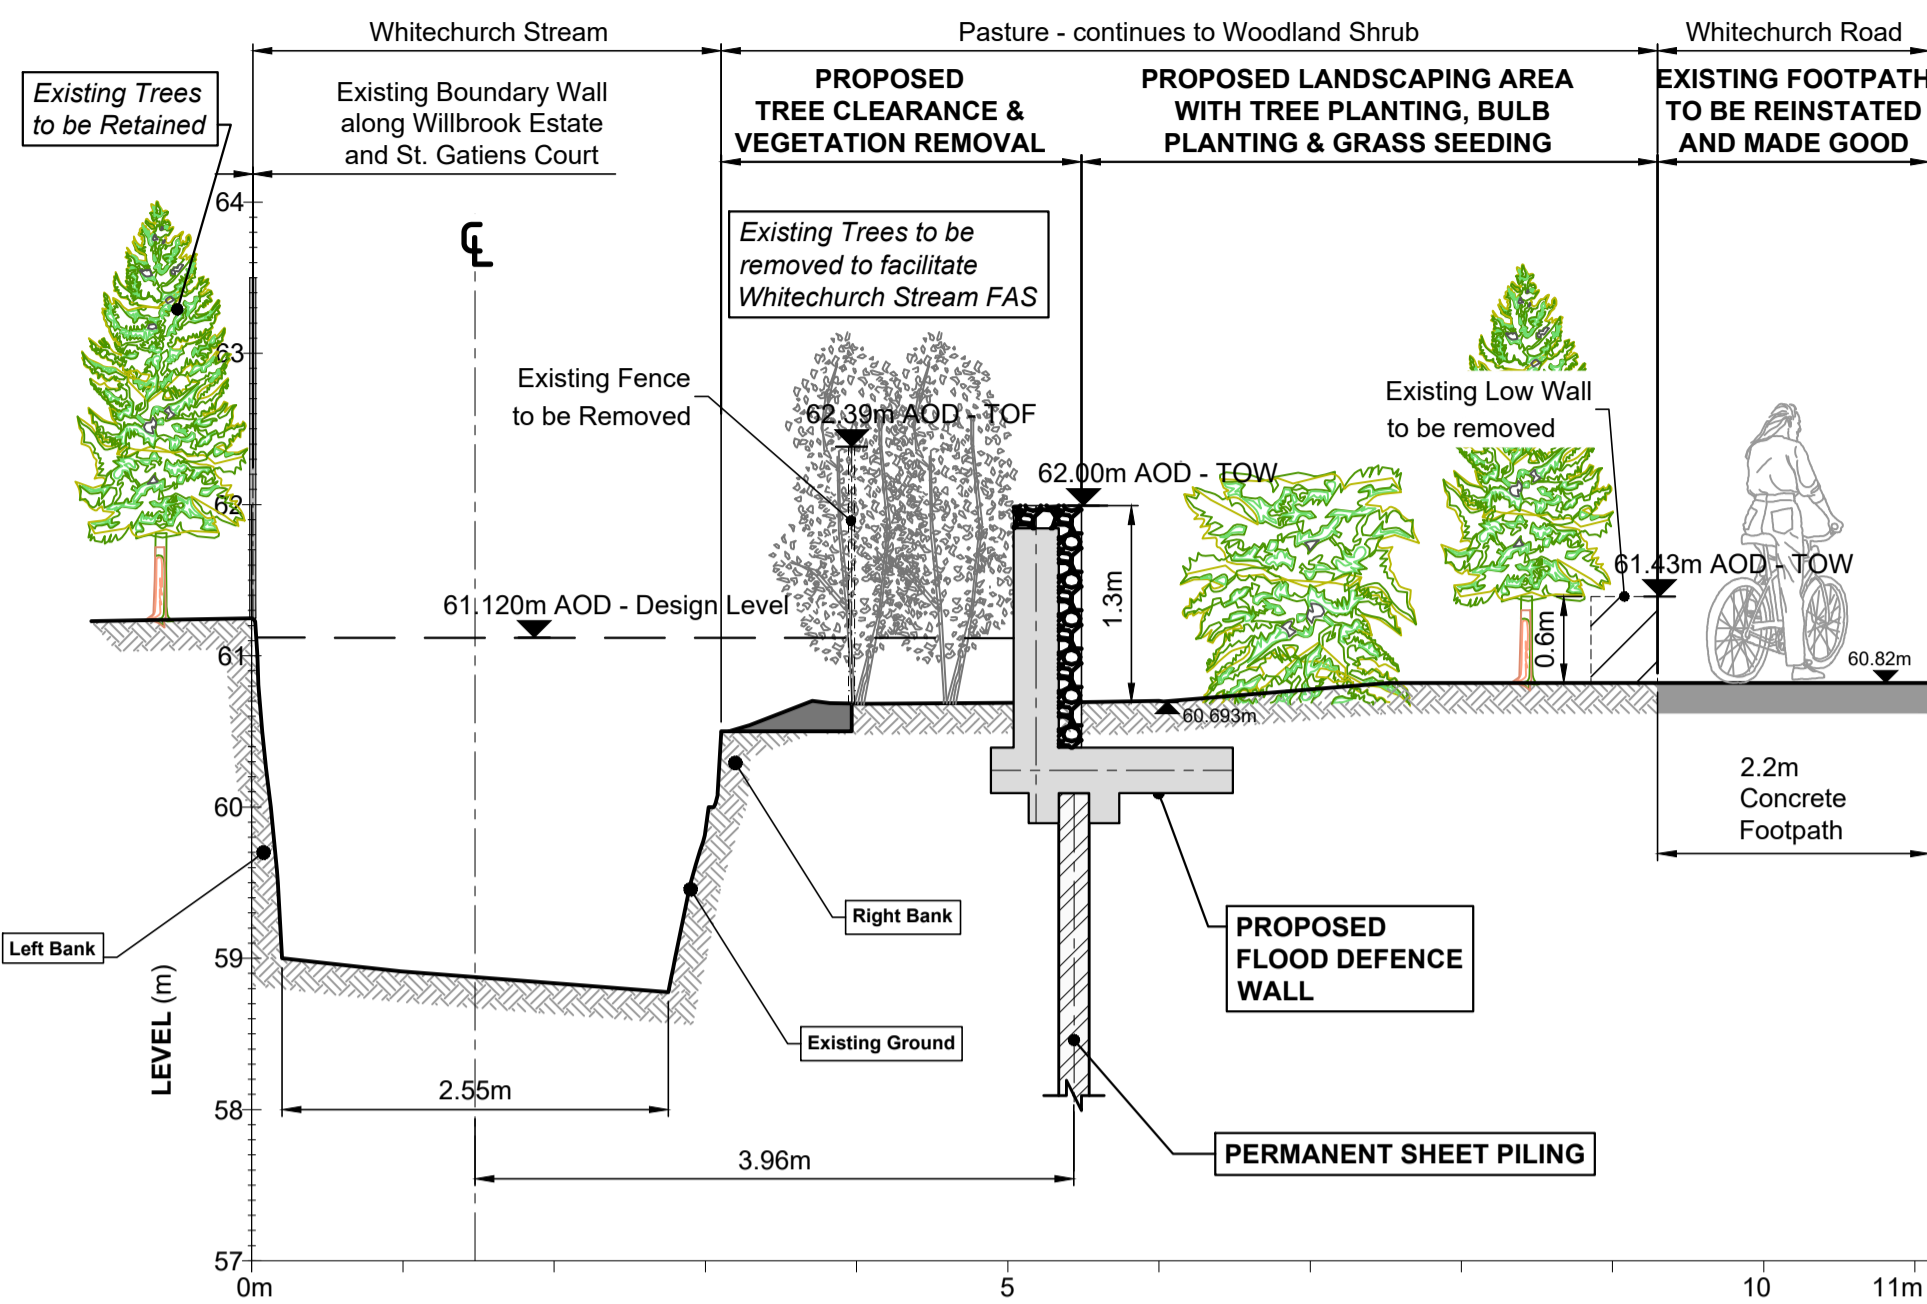 Whitechurch Stream
Pasture - continues to Woodland Shrub
Whitechurch Road
Existing Trees
to be Retained
Existing Boundary Wall
along Willbrook Estate
and St. Gatiens Court
PROPOSED
TREE CLEARANCE &
VEGETATION REMOVAL
PROPOSED LANDSCAPING AREA
WITH TREE PLANTING, BULB
PLANTING & GRASS SEEDING
EXISTING FOOTPATH
TO BE REINSTATED
AND MADE GOOD
Existing Trees to be
removed to facilitate
Whitechurch Stream FAS
Existing Fence
to be Removed
62.39m AOD - TOF
62.00m AOD - TOW
Existing Low Wall
to be removed
61.43m AOD - TOW
61.120m AOD - Design Level
1.3m
0.6m
60.82m
60.693m
2.2m
Concrete
Footpath
Left Bank
Right Bank
Existing Ground
PROPOSED
FLOOD DEFENCE
WALL
PERMANENT SHEET PILING
2.55m
3.96m
LEVEL (m)
64
63
62
61
60
59
58
57
0m
5
10
11m
CL